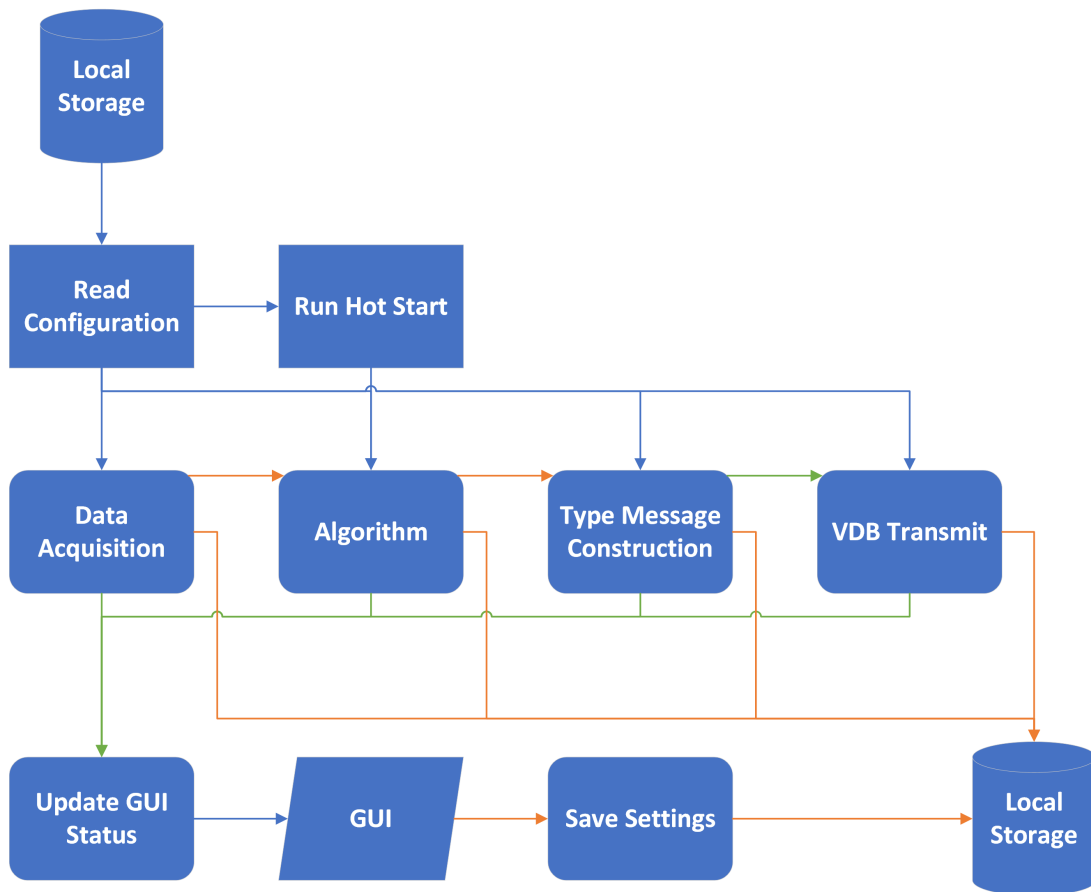 Local
Storage
Read
Configuration
Run Hot Start
Data
Acquisition
Algorithm
Type Message
Construction
VDB Transmit
Update GUI
Status
GUI
Save Settings
Local
Storage